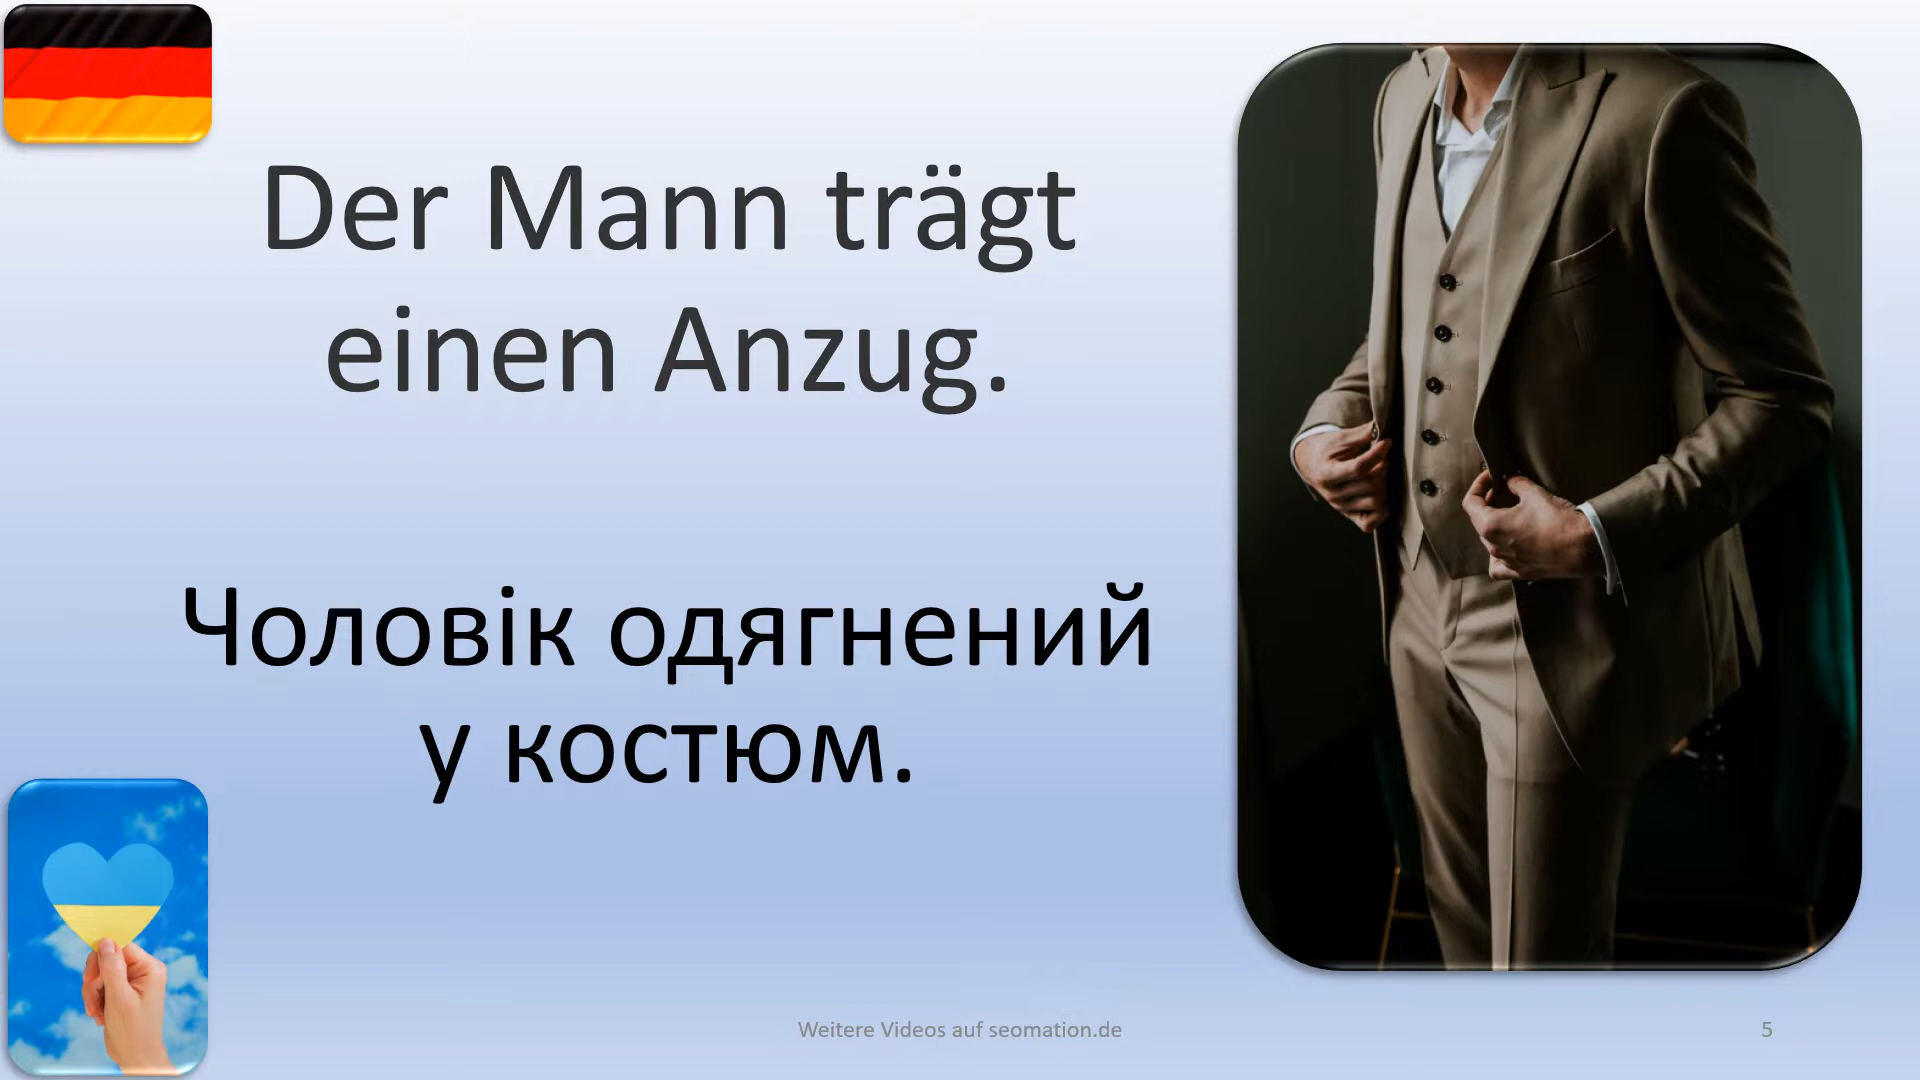 Der Mann trägt
einen Anzug.
Чоловік одягнений
у костюм.
Weitere Videos auf seomation.de
5